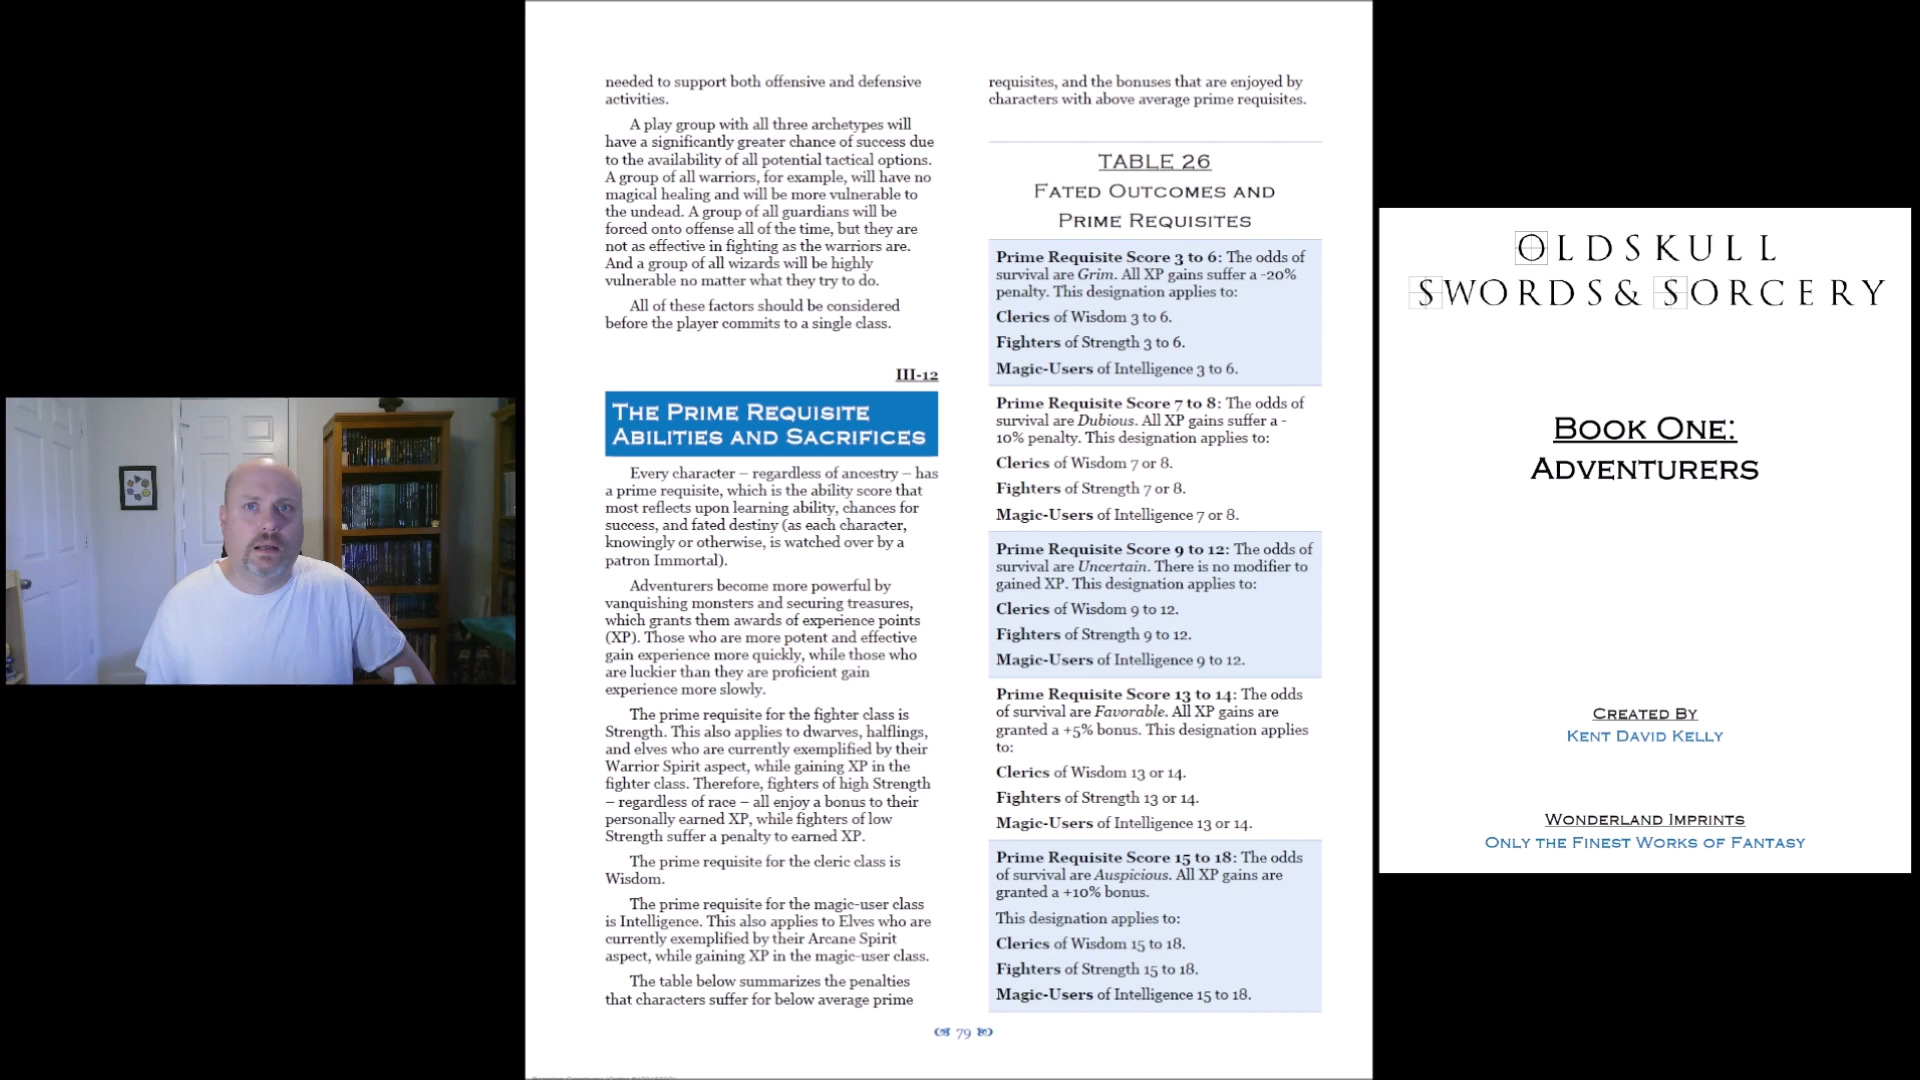 needed to support both offensive and defensive
activities.
A play group with all three archetypes will
have a significantly greater chance of success due
to the availability of all potential tactical options.
A group of all warriors, for example, will have no
magical healing and will be more vulnerable to
the undead. A group of all guardians will be
forced onto offense all of the time, but they are
not as effective in fighting as the warriors are.
And a group of all wizards will be highly
vulnerable no matter what they try to do.
All of these factors should be considered
before the player commits to a single class.
III-12
The Prime Requisite
Abilities and Sacrifices
Every character – regardless of ancestry – has
a prime requisite, which is the ability score that
most reflects upon learning ability, chances for
success, and fated destiny (as each character,
knowingly or otherwise, is watched over by a
patron Immortal).
Adventurers become more powerful by
vanquishing monsters and securing treasures,
which grants them awards of experience points
(XP). Those who are more potent and effective
gain experience more quickly, while those who
are luckier than they are proficient gain
experience more slowly.
The prime requisite for the fighter class is
Strength. This also applies to dwarves, halflings,
and elves who are currently exemplified by their
Warrior Spirit aspect, while gaining XP in the
fighter class. Therefore, fighters of high Strength
– regardless of race – all enjoy a bonus to their
personally earned XP, while fighters of low
Strength suffer a penalty to earned XP.
The prime requisite for the cleric class is
Wisdom.
The prime requisite for the magic-user class
is Intelligence. This also applies to Elves who are
currently exemplified by their Arcane Spirit
aspect, while gaining XP in the magic-user class.
The table below summarizes the penalties
that characters suffer for below average prime
requisites, and the bonuses that are enjoyed by
characters with above average prime requisites.
TABLE 26
Fated Outcomes and
Prime Requisites
Prime Requisite Score 3 to 6: The odds of
survival are Grim. All XP gains suffer a -20%
penalty. This designation applies to:
Clerics of Wisdom 3 to 6.
Fighters of Strength 3 to 6.
Magic-Users of Intelligence 3 to 6.
Prime Requisite Score 7 to 8: The odds of
survival are Dubious. All XP gains suffer a -
10% penalty. This designation applies to:
Clerics of Wisdom 7 or 8.
Fighters of Strength 7 or 8.
Magic-Users of Intelligence 7 or 8.
Prime Requisite Score 9 to 12: The odds of
survival are Uncertain. There is no modifier to
gained XP. This designation applies to:
Clerics of Wisdom 9 to 12.
Fighters of Strength 9 to 12.
Magic-Users of Intelligence 9 to 12.
Prime Requisite Score 13 to 14: The odds
of survival are Favorable. All XP gains are
granted a +5% bonus. This designation applies
to:
Clerics of Wisdom 13 or 14.
Fighters of Strength 13 or 14.
Magic-Users of Intelligence 13 or 14.
Prime Requisite Score 15 to 18: The odds
of survival are Auspicious. All XP gains are
granted a +10% bonus.
This designation applies to:
Clerics of Wisdom 15 to 18.
Fighters of Strength 15 to 18.
Magic-Users of Intelligence 15 to 18.
79
OLDSKULL
SWORDS & SORCERY
Book One:
Adventurers
Created By
Kent David Kelly
Wonderland Imprints
Only the Finest Works of Fantasy